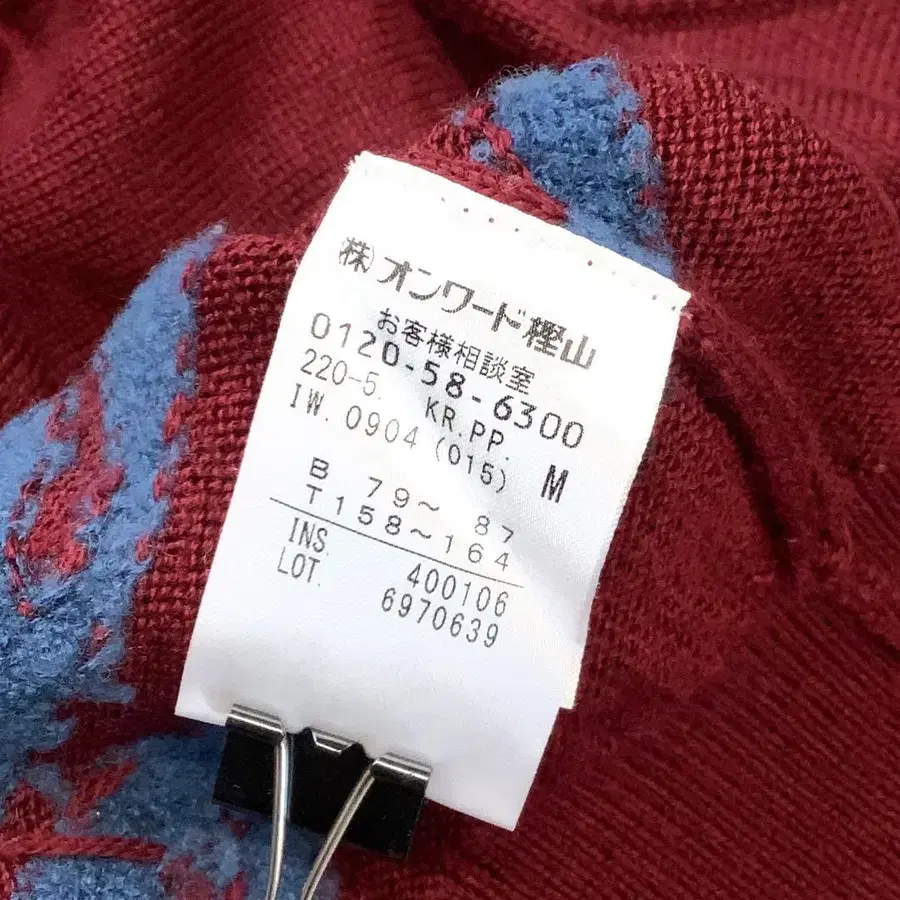 ㈱オンワード樫山
お客様相談室
0120-58-6300
220-5. KR.PP.
IW.0904 (015) M
B 79～ 87
T 158～164
INS. 400106
LOT. 6970639